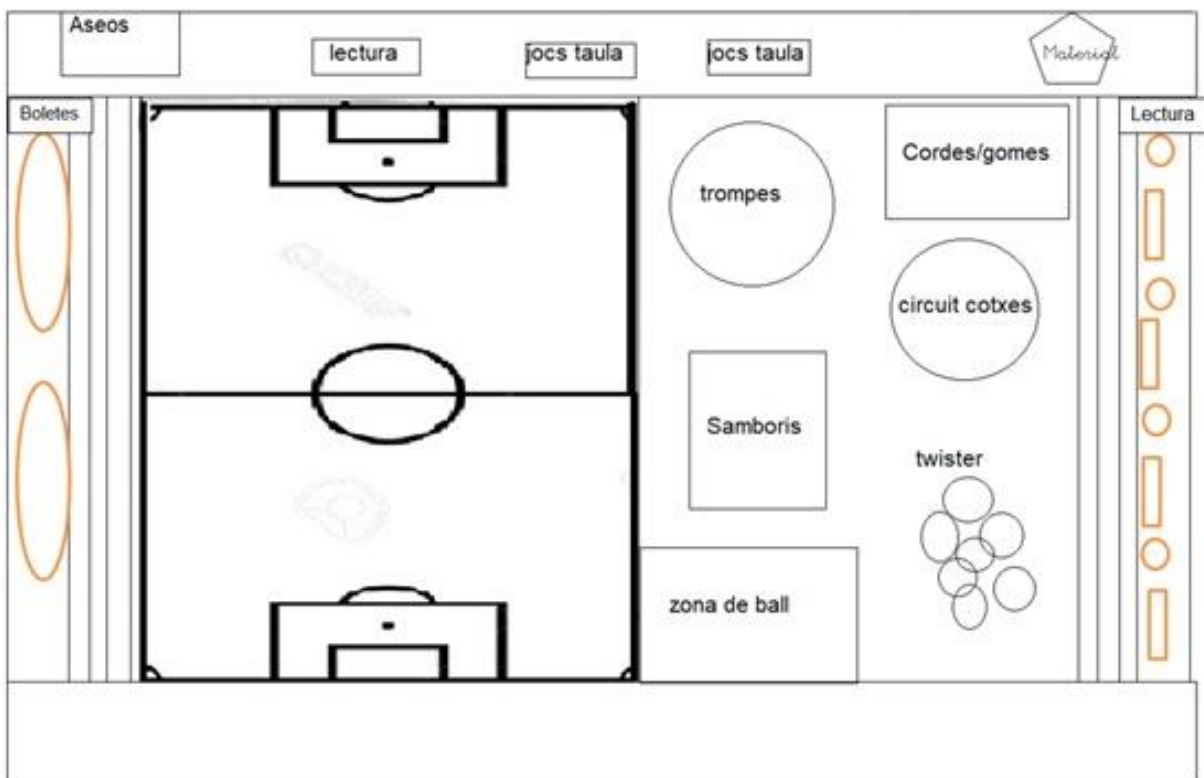 Aseos
lectura
jocs taula
jocs taula
Material
Boletes
Lectura
Cordes/gomes
trompes
circuit cotxes
Samboris
twister
zona de ball